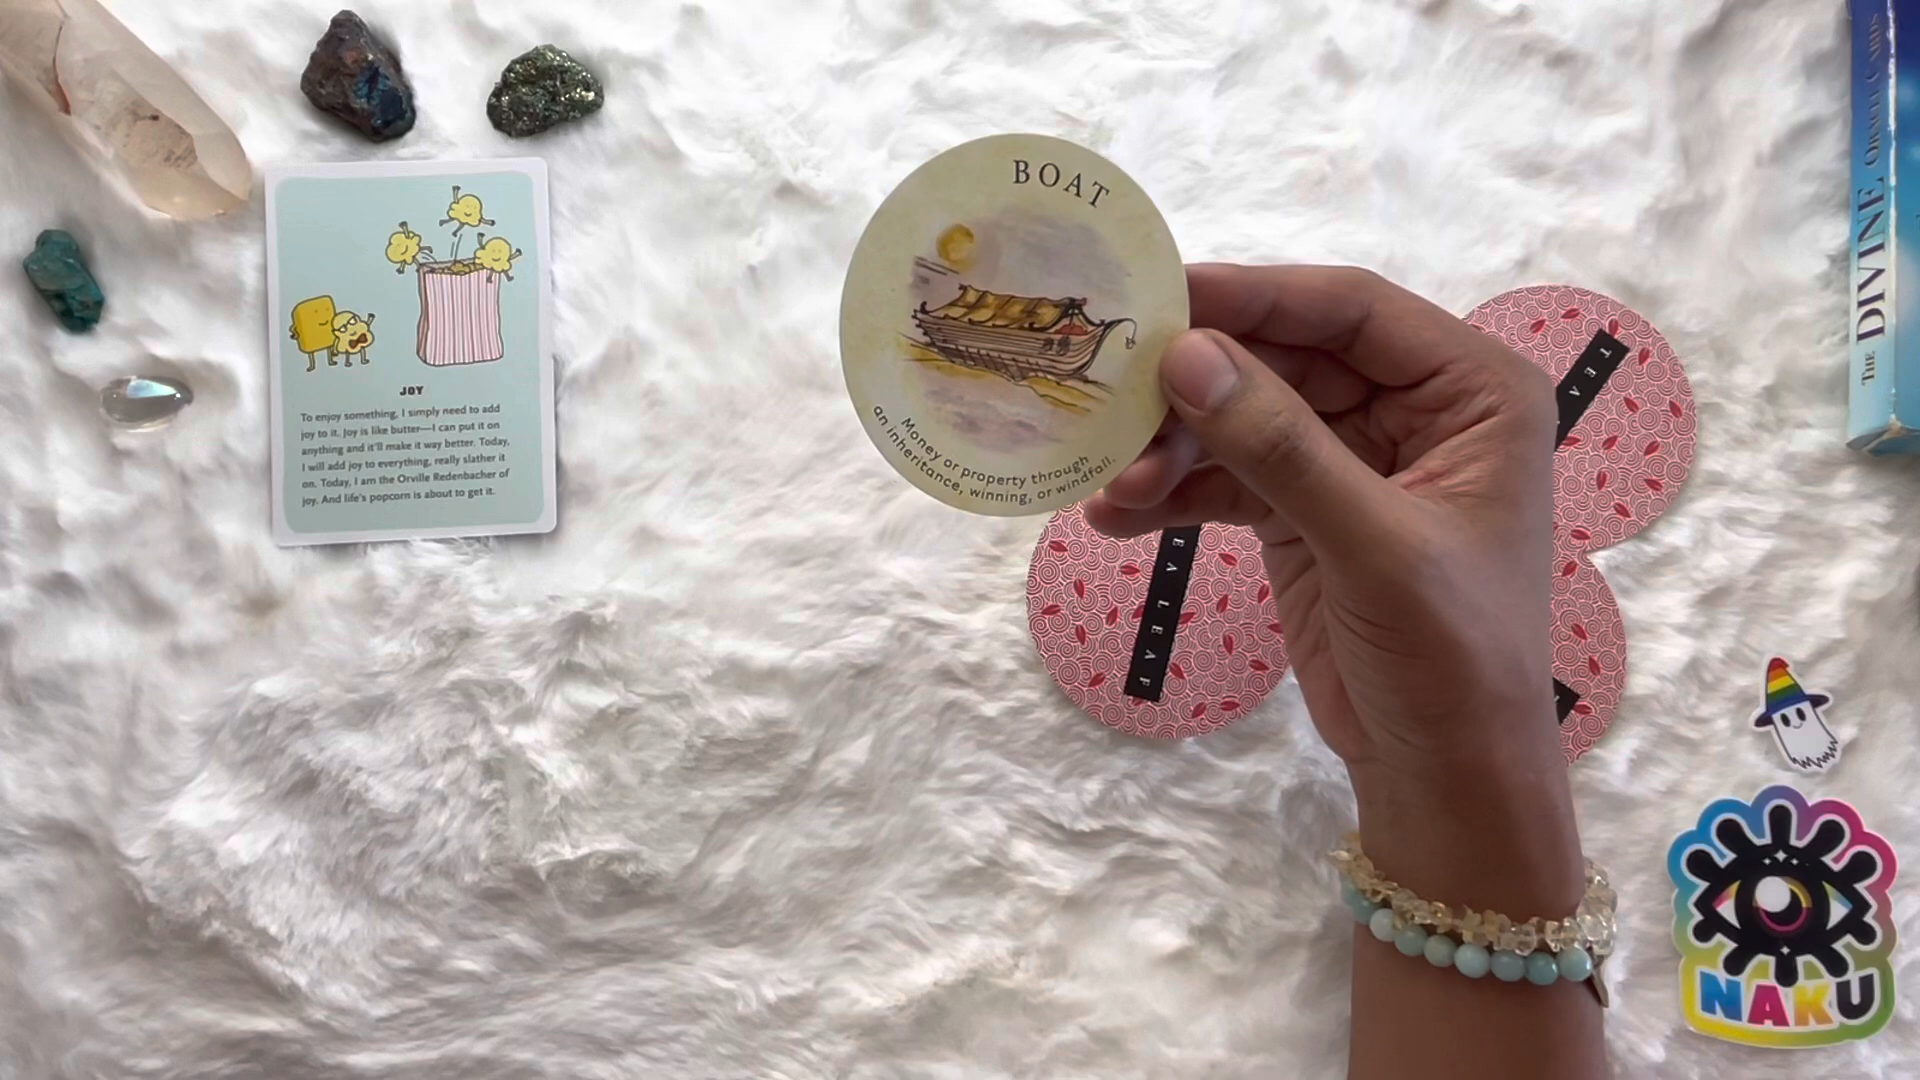 JOY
To enjoy something, I simply need to add
joy to it. Joy is like butter—I can put it on
anything and it'll make it way better. Today,
I will add joy to everything, really slather it
on. Today, I am the Orville Redenbacher of
joy. And life's popcorn is about to get it.
BOAT
Money or property through
an inheritance, winning, or windfall.
T E A
E V L E A F
THE DIVINE ORACLE CARDS
NAKU